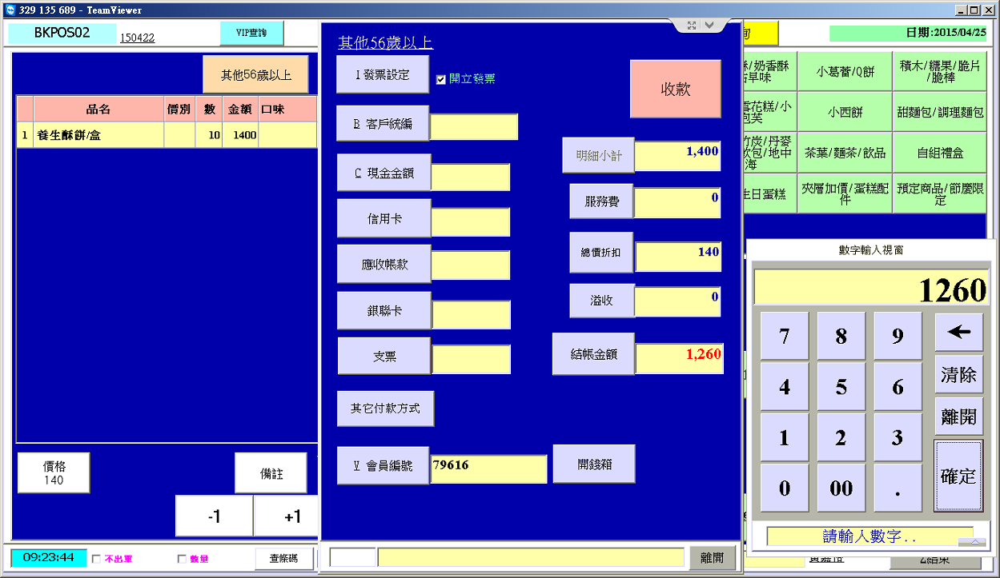 329 135 689 - TeamViewer
BKPOS02
150422
VIP查詢
日期:2015/04/25
其他56歲以上
品名 價別 數 金額 口味
1 養生酥餅/盒 10 1400
價格
140
備註
-1
+1
09:23:44
不出單
數量
查條碼
其他56歲以上
I 發票設定
開立發票
收款
B 客戶統編
明細小計 1,400
C 現金金額
服務費 0
信用卡
總價折扣 140
應收帳款
溢收 0
銀聯卡
結帳金額 1,260
支票
其它付款方式
V 會員編號 79616
開錢箱
離開
/奶香酥
早味
小葛蕾/Q餅
積木/糖果/脆片
/脆棒
雪花糕/小
泡芙
小西餅
甜麵包/調理麵包
竹炭/丹麥
軟包/地中
海
茶葉/麵茶/飲品
自組禮盒
生日蛋糕
夾層加價/蛋糕配
件
預定商品/節慶限
定
數字輸入視窗
1260
7 8 9 ←
4 5 6 清除
離開
1 2 3
確定
0 00 .
請輸入數字..
Z結束